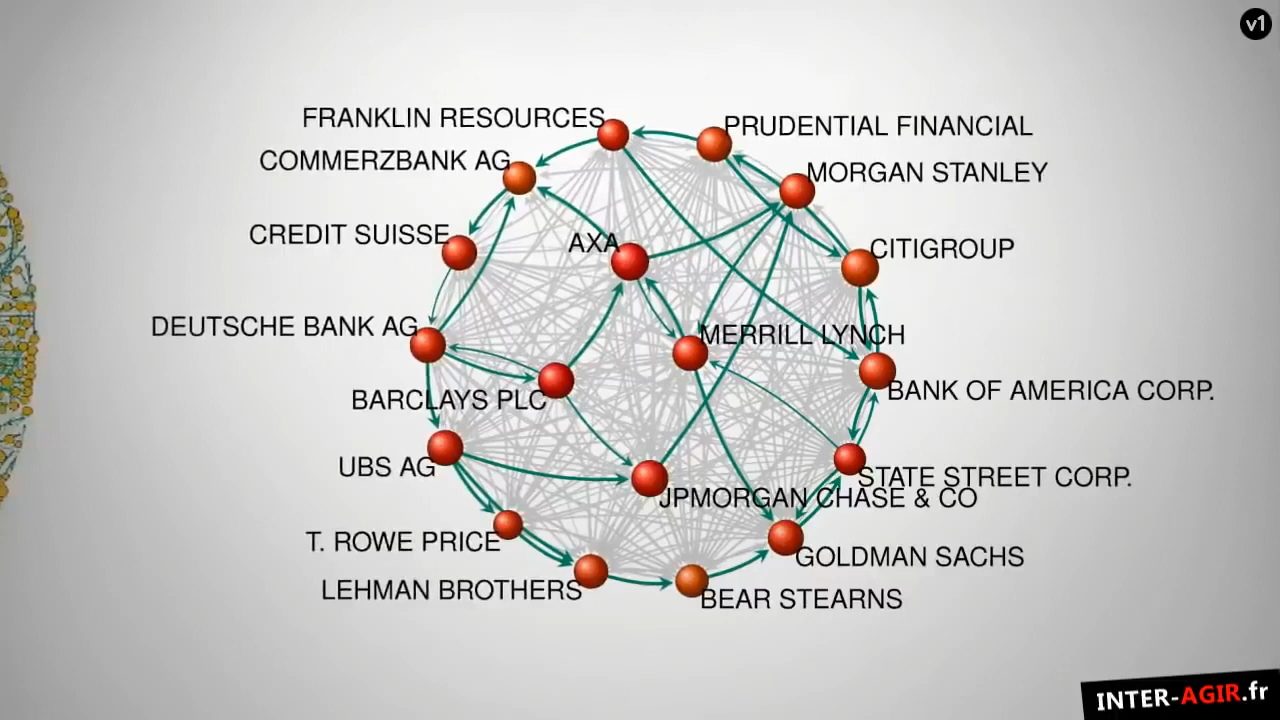 v1
FRANKLIN RESOURCES
PRUDENTIAL FINANCIAL
COMMERZBANK AG
MORGAN STANLEY
CREDIT SUISSE
AXA
CITIGROUP
DEUTSCHE BANK AG
MERRILL LYNCH
BARCLAYS PLC
BANK OF AMERICA CORP.
UBS AG
STATE STREET CORP.
JPMORGAN CHASE & CO
T. ROWE PRICE
GOLDMAN SACHS
LEHMAN BROTHERS
BEAR STEARNS
INTER-AGIR.fr